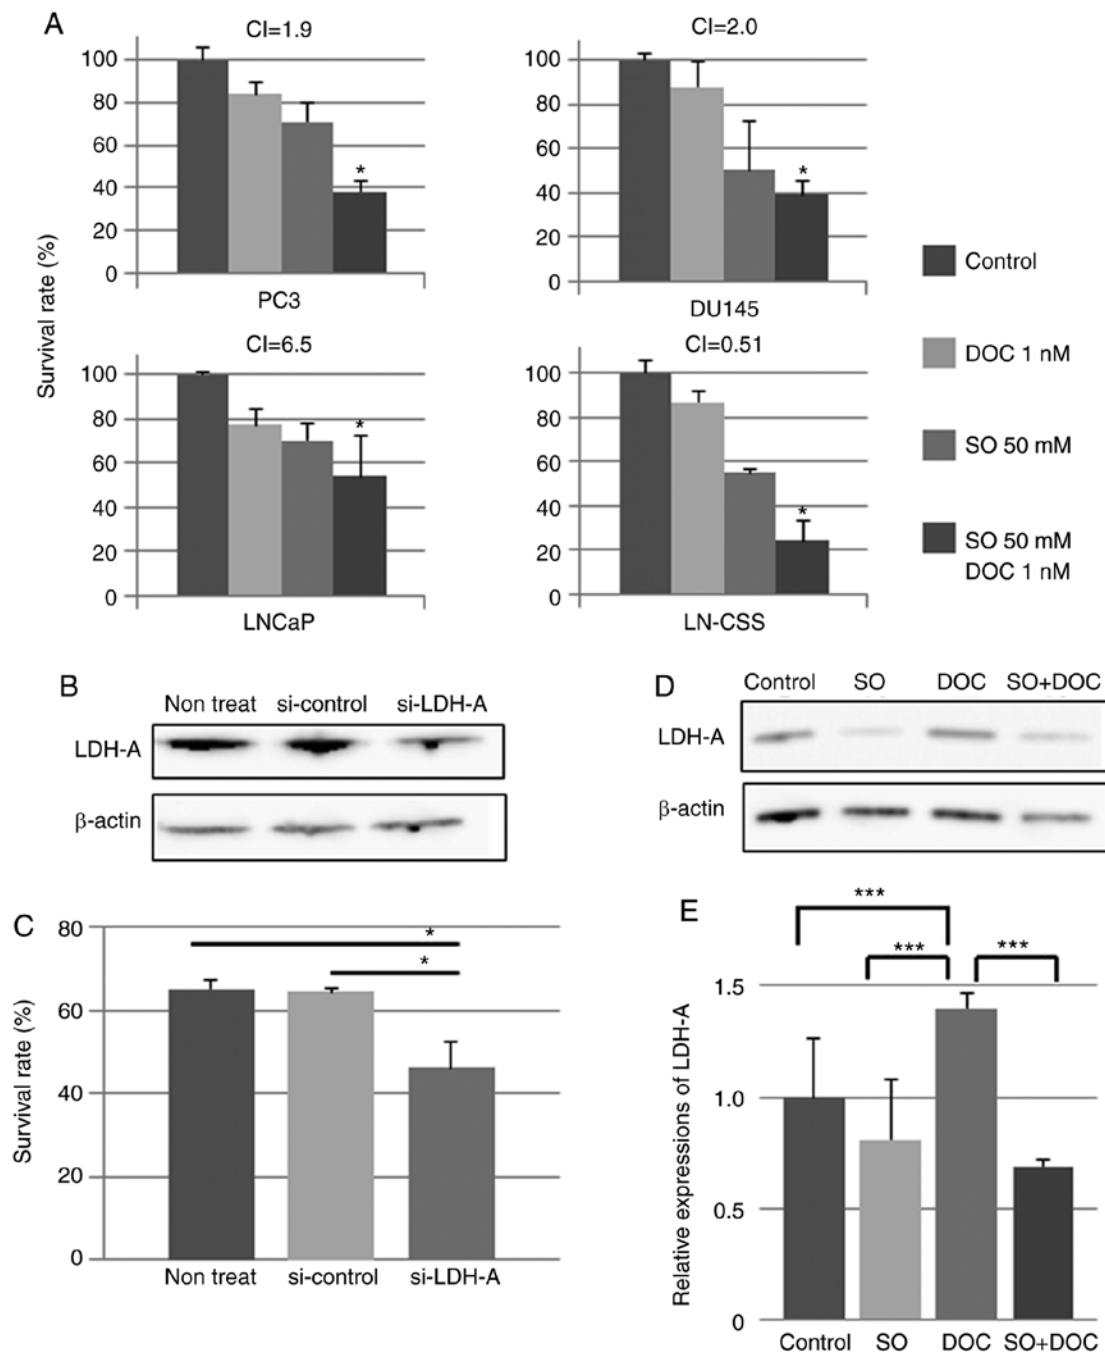 A
CI=1.9
100
80
60
40
20
0
*
PC3
CI=2.0
100
80
60
40
20
0
*
DU145
Survival rate (%)
CI=6.5
100
80
60
40
20
0
*
LNCaP
CI=0.51
100
80
60
40
20
0
*
LN-CSS
Control
DOC 1 nM
SO 50 mM
SO 50 mM
DOC 1 nM
B
Non treat si-control si-LDH-A
LDH-A
β-actin
D
Control SO DOC SO+DOC
LDH-A
β-actin
C
80
60
40
20
0
Survival rate (%)
*
*
Non treat si-control si-LDH-A
E
***
*** ***
1.5
1.0
0.5
0
Relative expressions of LDH-A
Control SO DOC SO+DOC